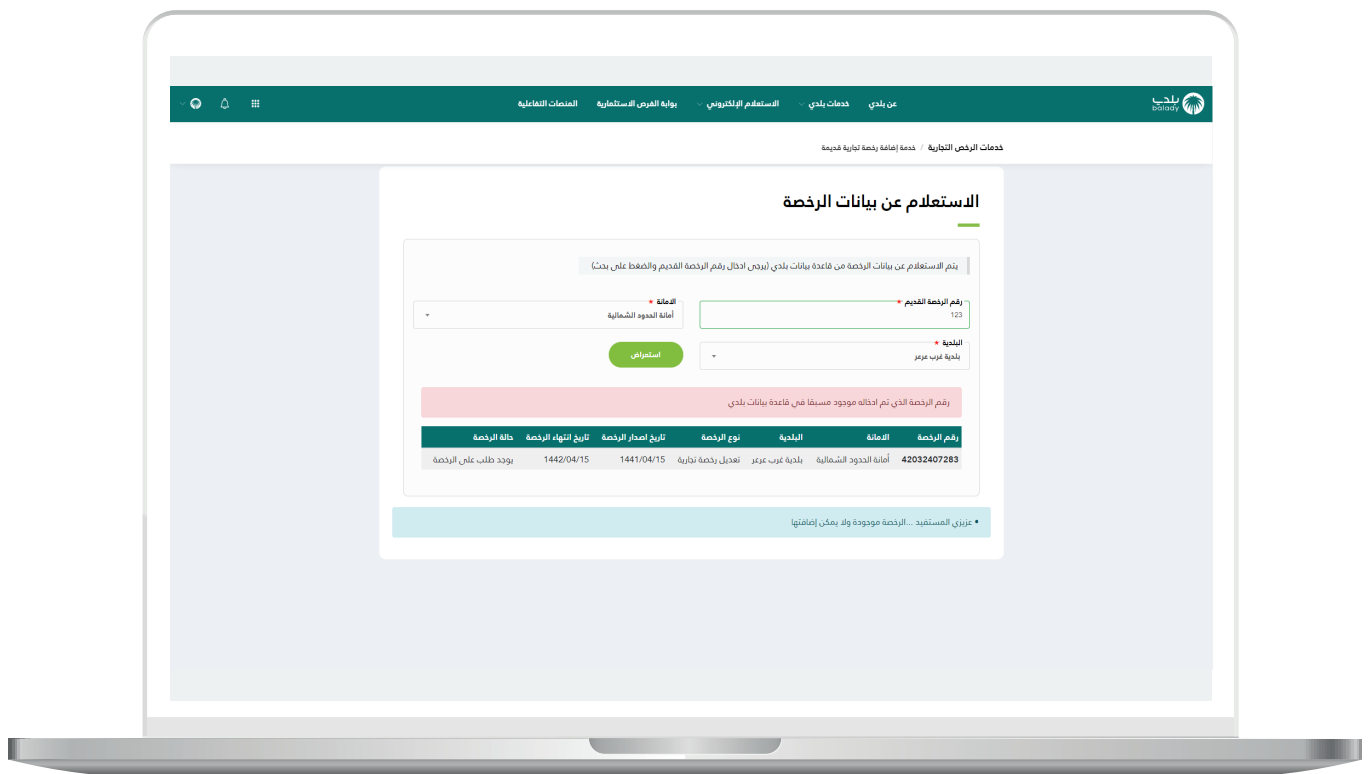 بلدي
balady
عن بلدي خدمات بلدي الاستعلام الإلكتروني بوابة الفرص الاستثمارية المنصات التفاعلية
خدمات الرخص التجارية / خدمة إضافة رخصة تجارية قديمة
الاستعلام عن بيانات الرخصة
يتم الاستعلام عن بيانات الرخصة من قاعدة بيانات بلدي (يرجى ادخال رقم الرخصة القديم والضغط على بحث)
رقم الرخصة القديم * الامانة *
123 أمانة الحدود الشمالية
البلدية *
بلدية غرب عرعر استعراض
رقم الرخصة الذي تم ادخاله موجود مسبقا في قاعدة بيانات بلدي
رقم الرخصة الامانة البلدية نوع الرخصة تاريخ اصدار الرخصة تاريخ انتهاء الرخصة حالة الرخصة
42032407283 أمانة الحدود الشمالية بلدية غرب عرعر تعديل رخصة تجارية 1441/04/15 1442/04/15 يوجد طلب على الرخصة
• عزيزي المستفيد ...الرخصة موجودة ولا يمكن إضافتها